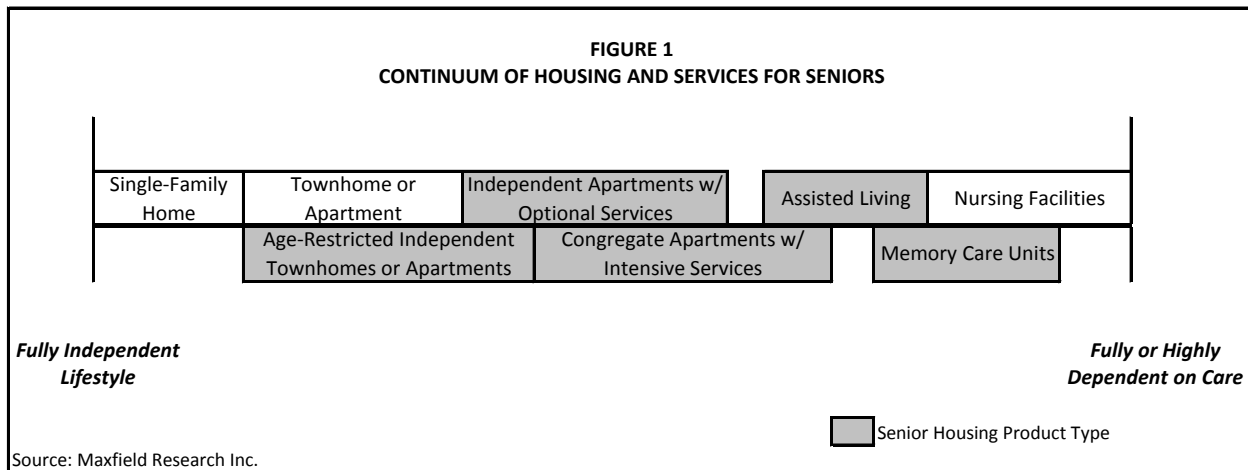 FIGURE 1
CONTINUUM OF HOUSING AND SERVICES FOR SENIORS
Single-Family
Home
Townhome or
Apartment
Independent Apartments w/
Optional Services
Assisted Living
Nursing Facilities
Age-Restricted Independent
Townhomes or Apartments
Congregate Apartments w/
Intensive Services
Memory Care Units
Fully Independent
Lifestyle
Fully or Highly
Dependent on Care
Senior Housing Product Type
Source: Maxfield Research Inc.